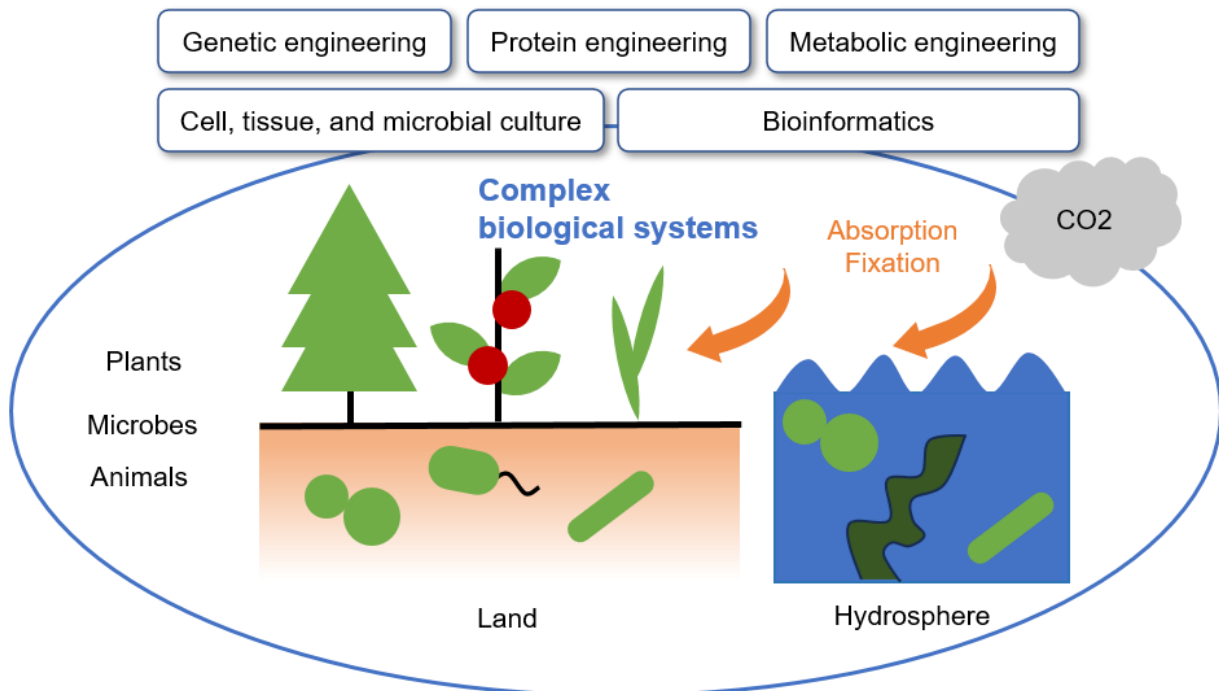 Genetic engineering
Protein engineering
Metabolic engineering
Cell, tissue, and microbial culture
Bioinformatics
Complex
biological systems
Absorption
Fixation
CO2
Plants
Microbes
Animals
Land
Hydrosphere